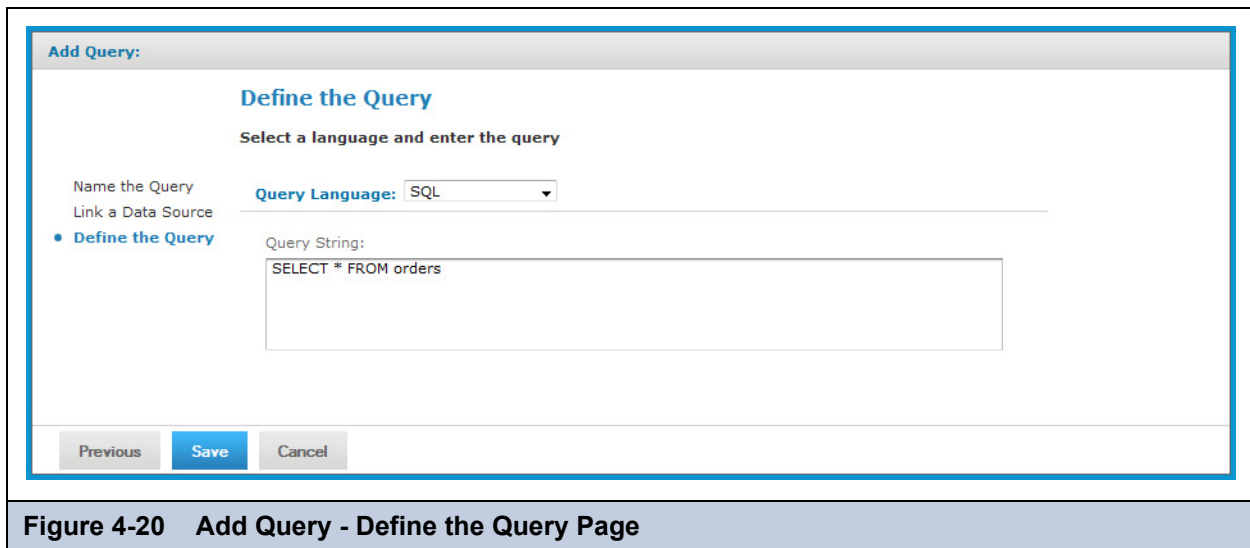 Add Query:
Define the Query
Select a language and enter the query
Name the Query
Link a Data Source
• Define the Query
Query Language: SQL
Query String:
SELECT * FROM orders
Previous Save Cancel
Figure 4-20 Add Query - Define the Query Page